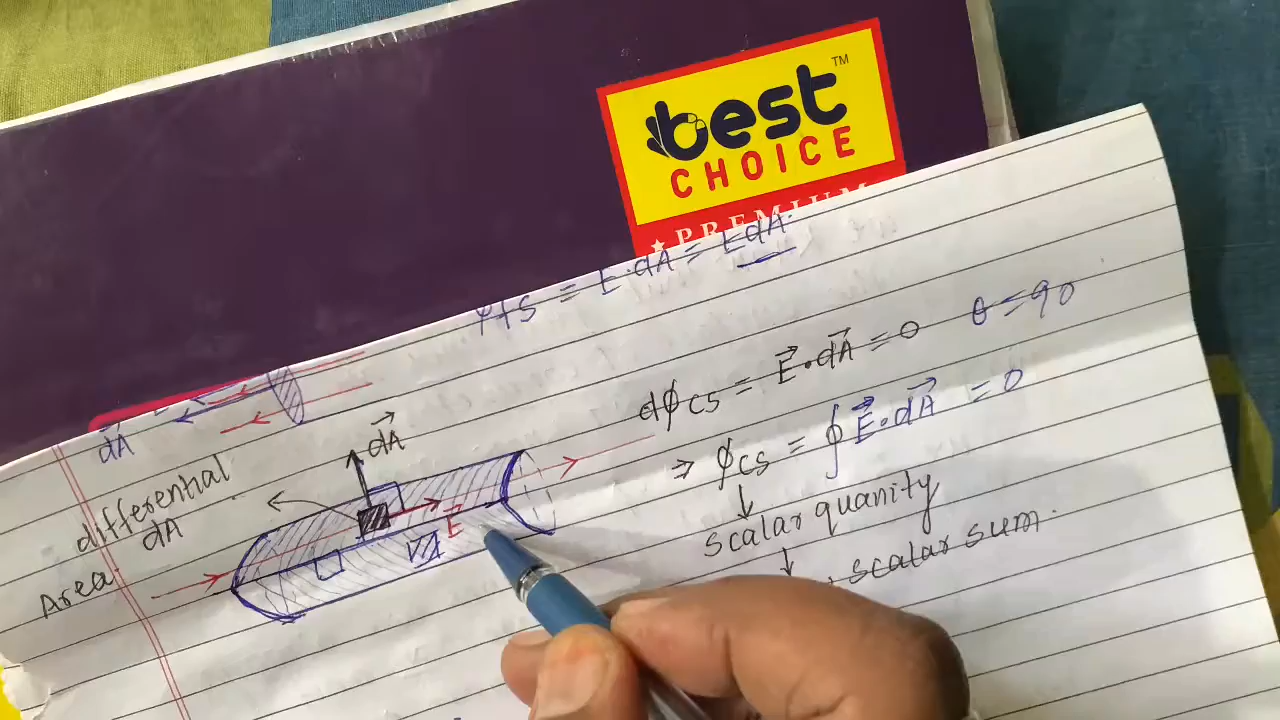 best™
CHOICE
★ PREMIUM
ϕfs = E·dA = EdA
dϕcs = E⃗·dA⃗ = 0 θ = 90
⇒ ϕcs = ∮E⃗·dA⃗ = 0
scalar quanity
scalar sum.
dA⃗
dA⃗
differential
dA
Area
E⃗